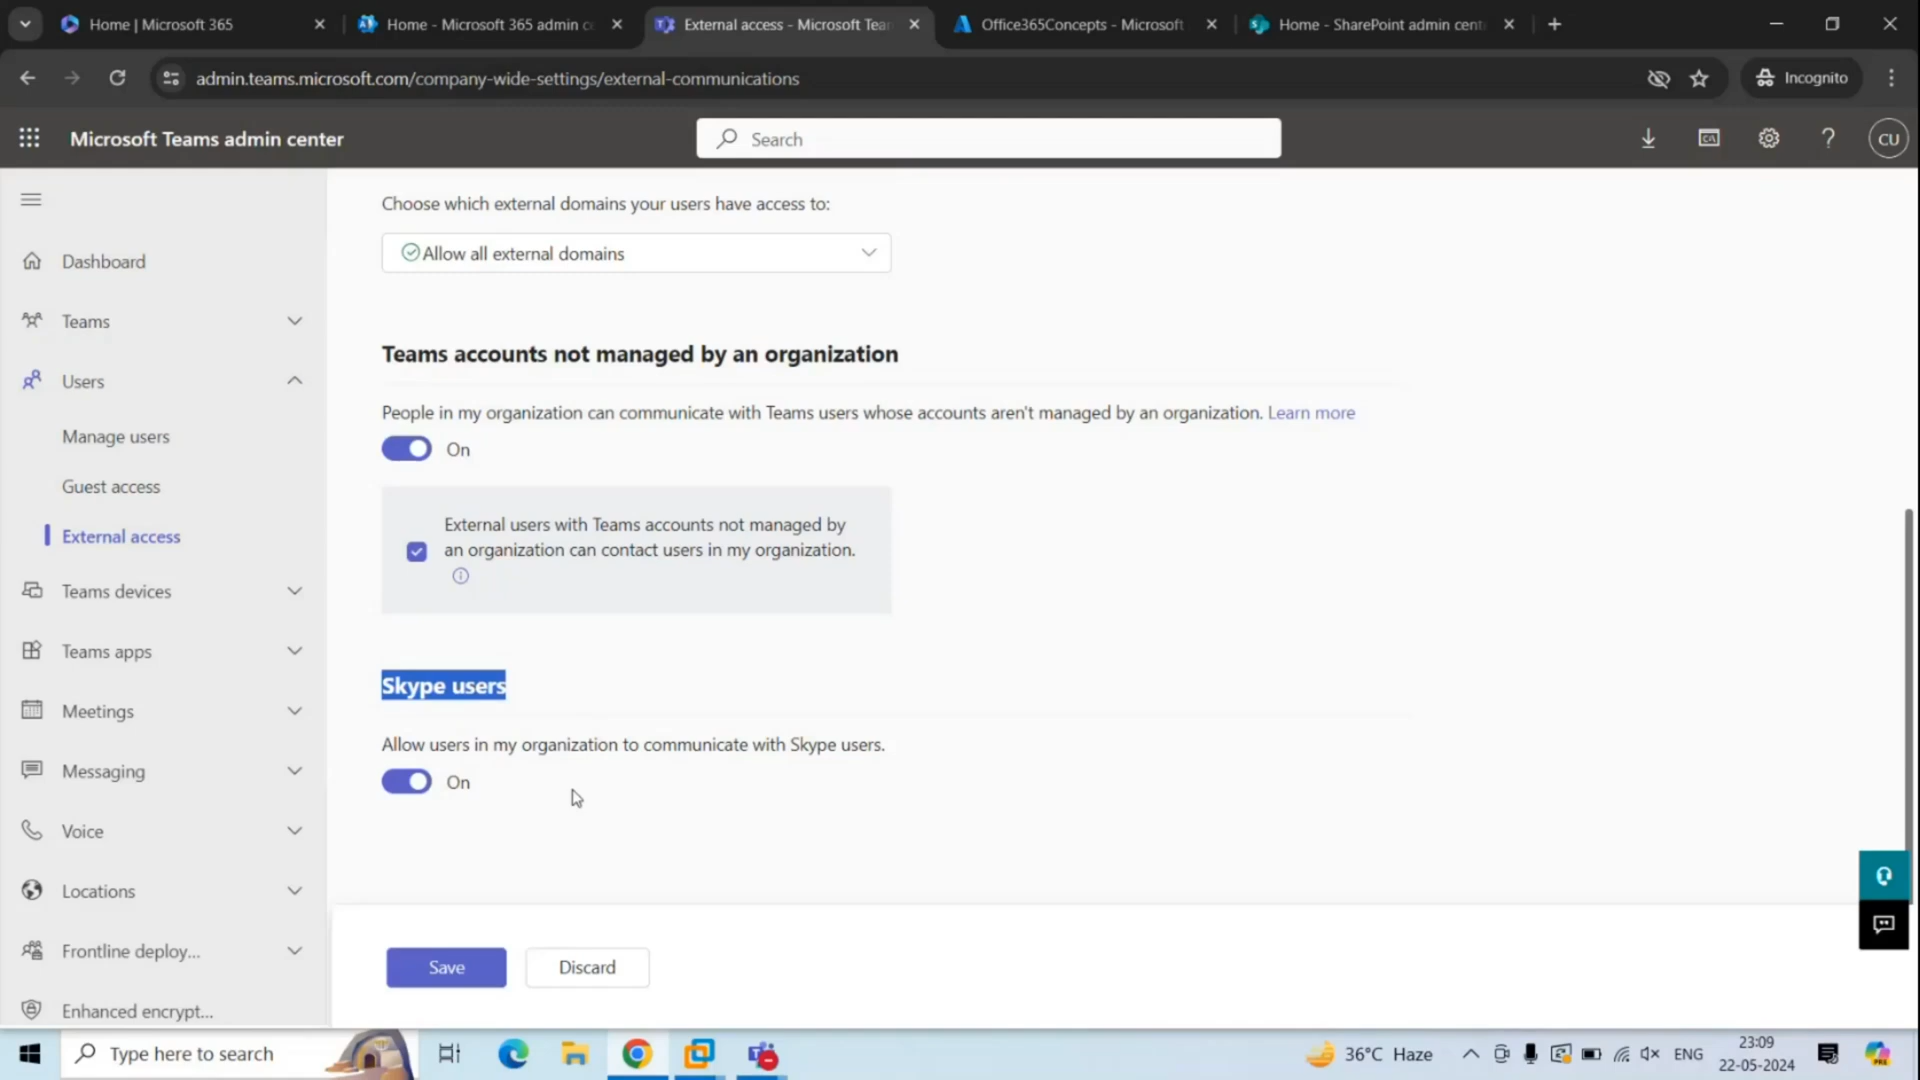 Home | Microsoft 365
Home - Microsoft 365 admin ce
External access - Microsoft Tea
Office365Concepts - Microsoft
Home - SharePoint admin cent
admin.teams.microsoft.com/company-wide-settings/external-communications
Incognito
Microsoft Teams admin center
Search
CU
Choose which external domains your users have access to:
Allow all external domains
Dashboard
Teams
Users
Manage users
Guest access
External access
Teams devices
Teams apps
Meetings
Messaging
Voice
Locations
Frontline deploy...
Enhanced encrypt...
Teams accounts not managed by an organization
People in my organization can communicate with Teams users whose accounts aren't managed by an organization. Learn more
On
External users with Teams accounts not managed by
an organization can contact users in my organization.
Skype users
Allow users in my organization to communicate with Skype users.
On
Save
Discard
Type here to search
36°C Haze
ENG
23:09
22-05-2024